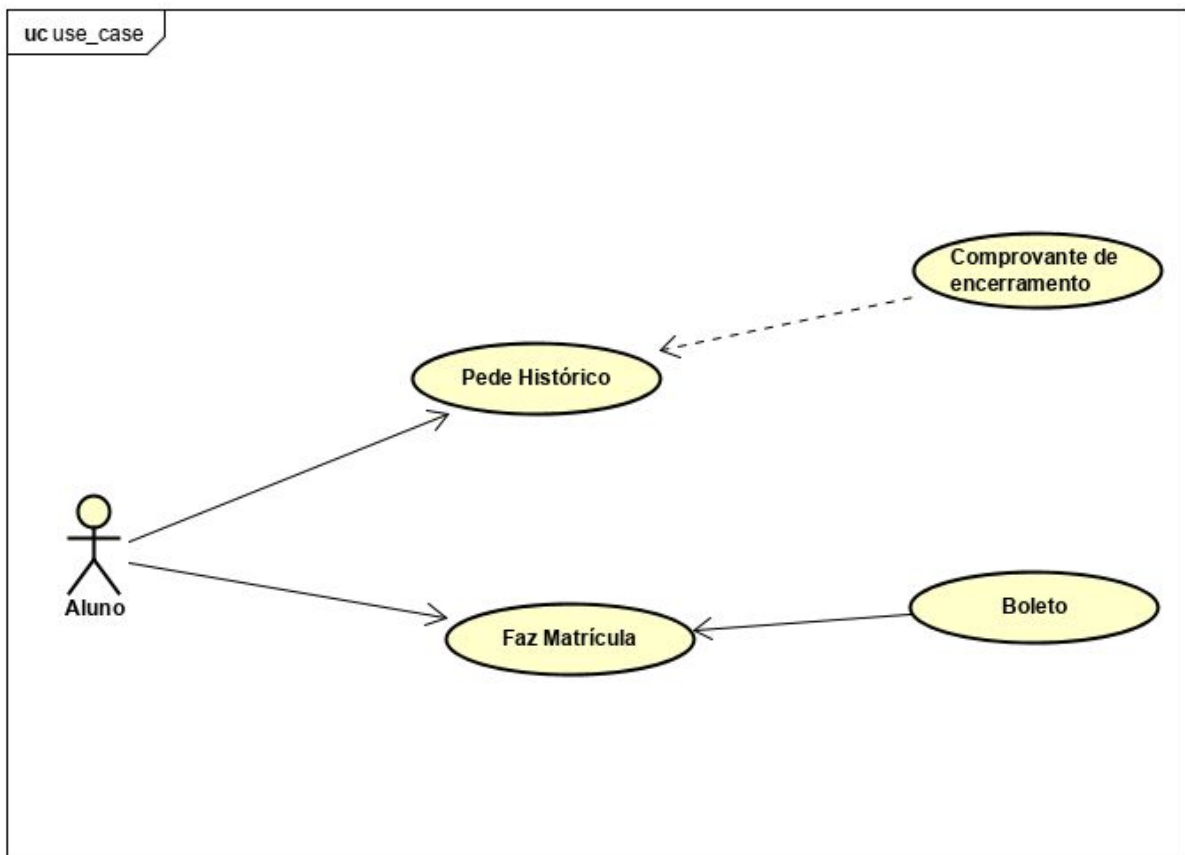 uc use_case
Comprovante de
encerramento
Pede Histórico
Aluno
Boleto
Faz Matrícula